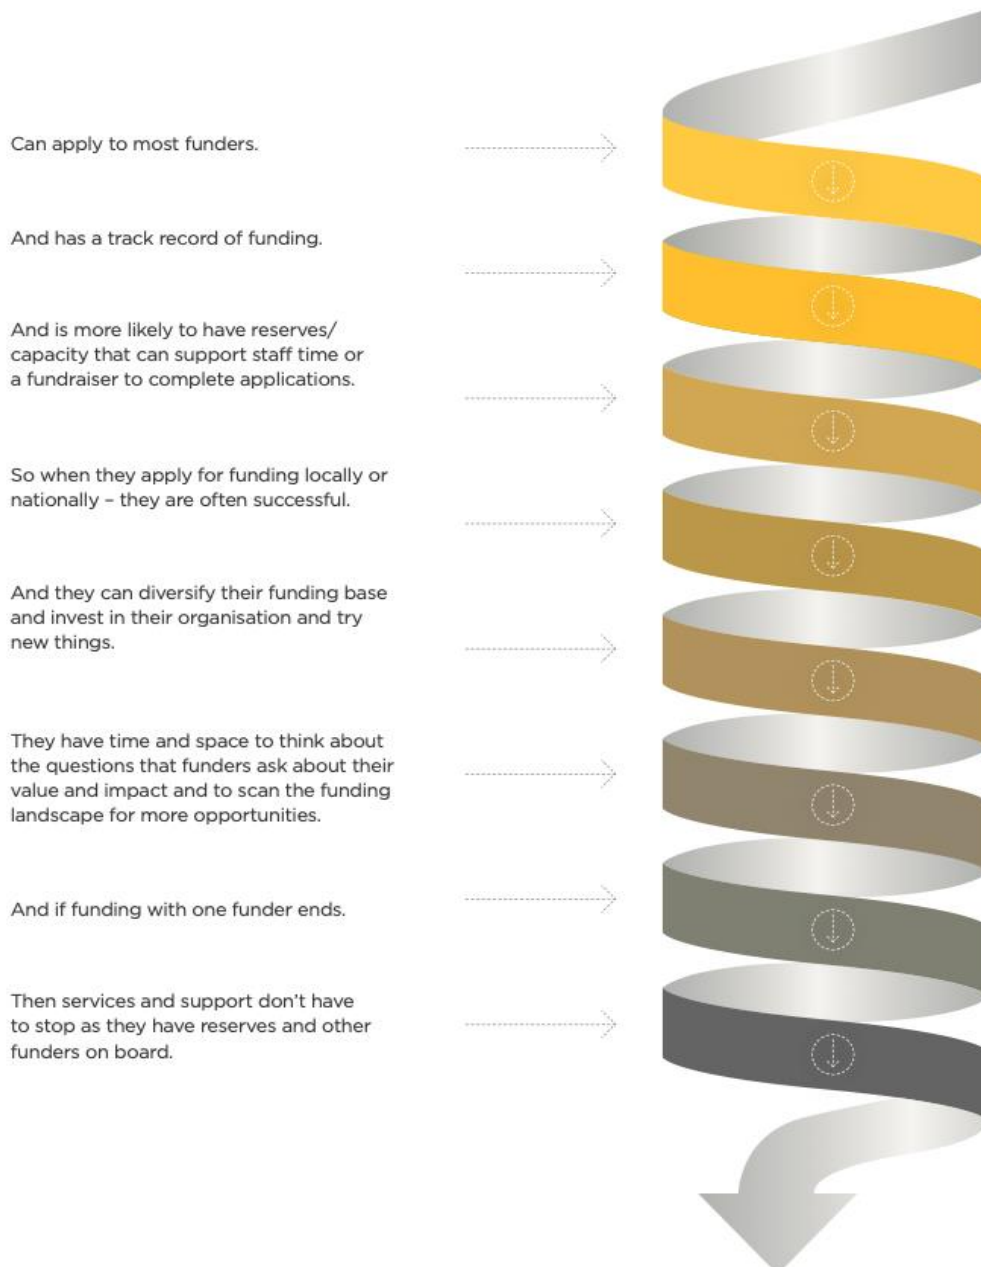 Can apply to most funders.
And has a track record of funding.
And is more likely to have reserves/
capacity that can support staff time or
a fundraiser to complete applications.
So when they apply for funding locally or
nationally – they are often successful.
And they can diversify their funding base
and invest in their organisation and try
new things.
They have time and space to think about
the questions that funders ask about their
value and impact and to scan the funding
landscape for more opportunities.
And if funding with one funder ends.
Then services and support don’t have
to stop as they have reserves and other
funders on board.